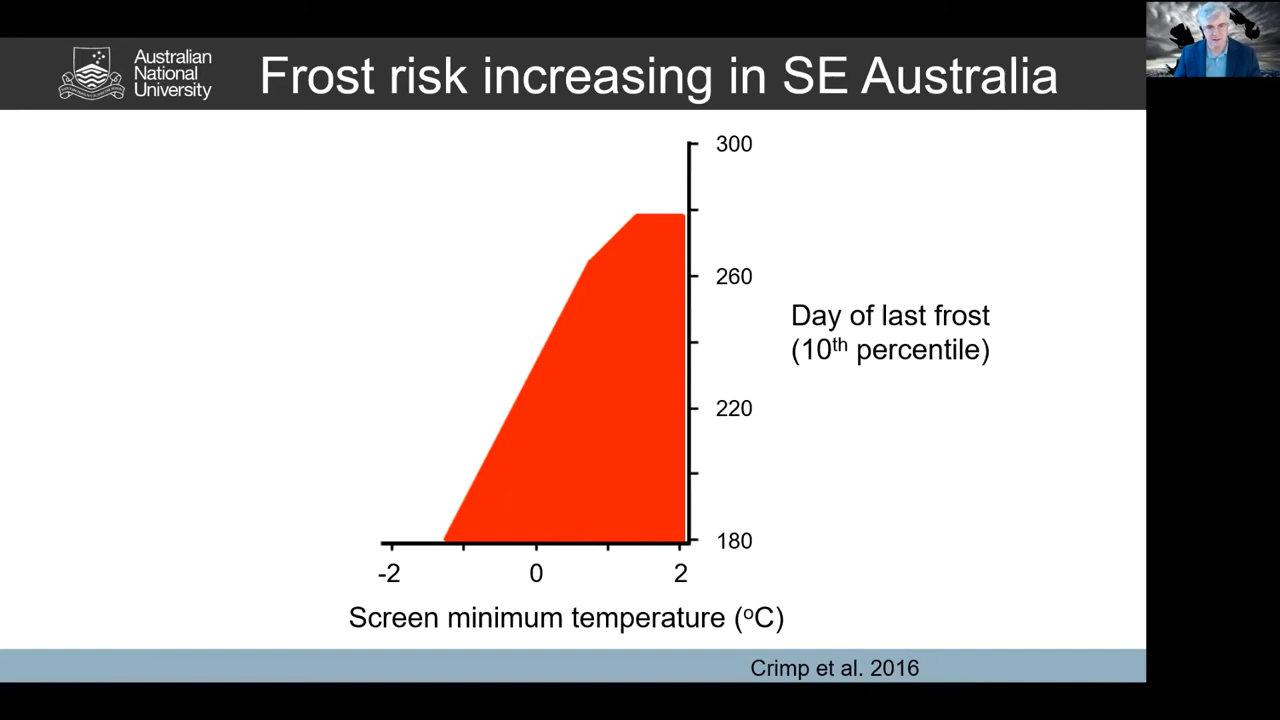 Australian
National
University
Frost risk increasing in SE Australia
300
260
Day of last frost
(10th percentile)
220
180
-2 0 2
Screen minimum temperature (oC)
Crimp et al. 2016